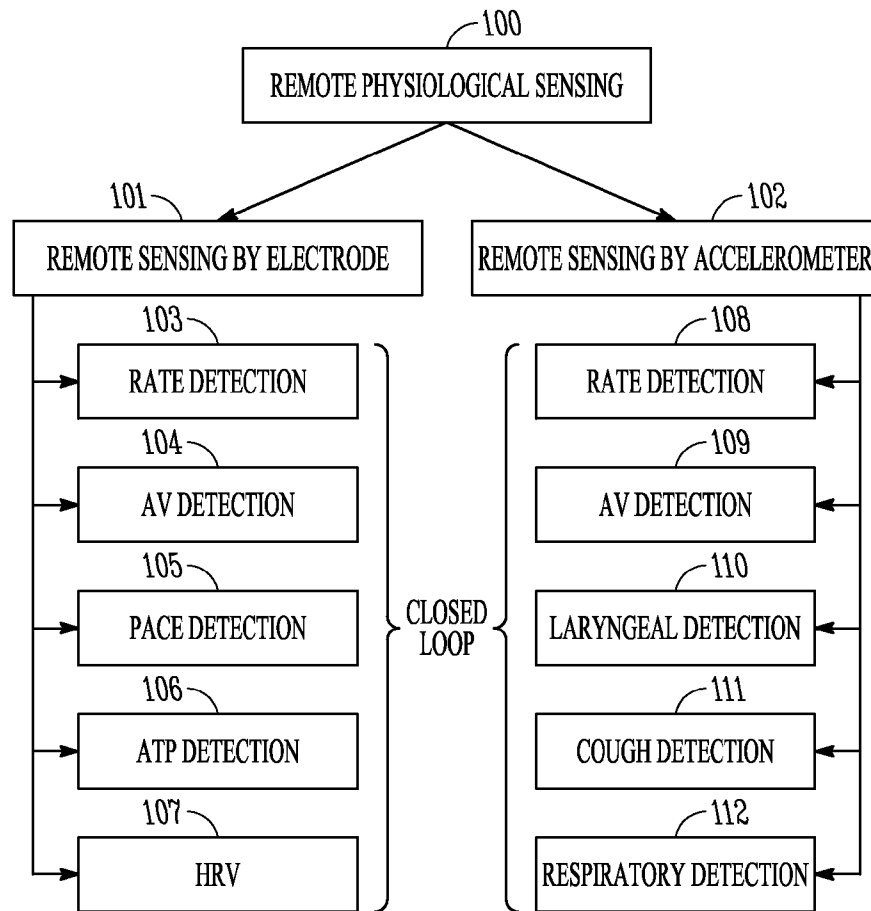 100
REMOTE PHYSIOLOGICAL SENSING
101
REMOTE SENSING BY ELECTRODE
102
REMOTE SENSING BY ACCELEROMETER
103
RATE DETECTION
104
AV DETECTION
105
PACE DETECTION
106
ATP DETECTION
107
HRV
CLOSED
LOOP
108
RATE DETECTION
109
AV DETECTION
110
LARYNGEAL DETECTION
111
COUGH DETECTION
112
RESPIRATORY DETECTION